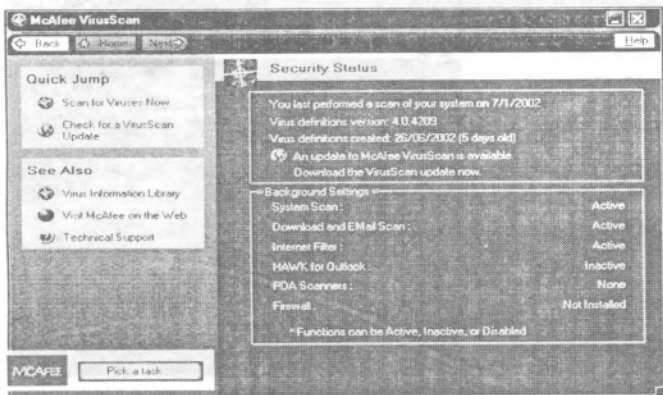 McAfee VirusScan
Back Home Next Help
Quick Jump
Scan for Viruses Now
Check for a VirusScan
Update
See Also
Virus Information Library
Visit McAfee on the Web
Technical Support
MCAFEE
Pick a task
Security Status
You last performed a scan of your system on 7/1/2002
Virus definitions version: 4.0.4209
Virus definitions created: 26/06/2002 (5 days old)
An update to McAfee VirusScan is available.
Download the VirusScan update now.
Background Settings
System Scan : Active
Download and EMail Scan : Active
Internet Filter : Active
HAWK for Outlook : Inactive
PDA Scanners : None
Firewall : Not Installed
* Functions can be Active, Inactive, or Disabled